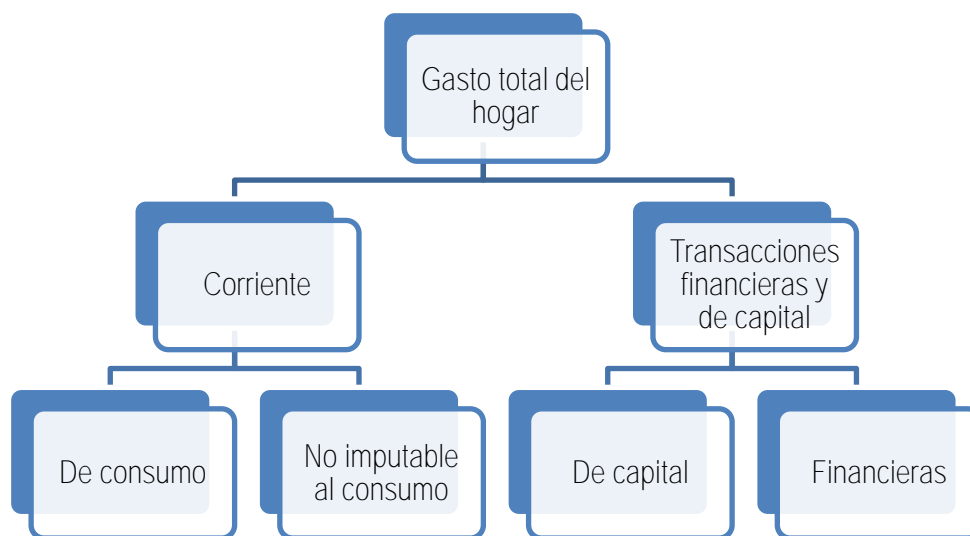 Gasto total del
hogar
Corriente
Transacciones
financieras y
de capital
De consumo
No imputable
al consumo
De capital
Financieras